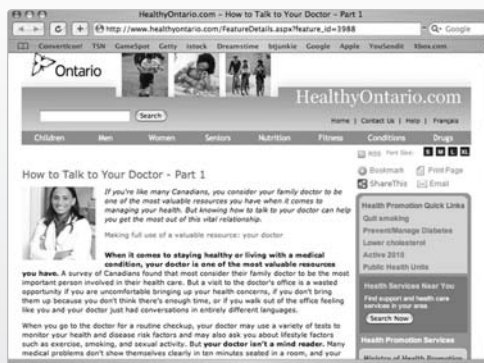 HealthyOntario.com – How to Talk to Your Doctor – Part 1
http://www.healthyontario.com/FeatureDetails.aspx?feature_id=3988
Google
ConvertIcon! TSN GameSpot Getty istock Dreamstime btjunkie Google Apple YouSendit Xbox.com
Ontario
HealthyOntario.com
Search
Home | Contact Us | Help | Français
Children Men Women Seniors Nutrition Fitness Conditions Drugs
RSS Font Size: S M L XL
How to Talk to Your Doctor - Part 1
Bookmark Print Page
ShareThis Email
If you're like many Canadians, you consider your family doctor to be
one of the most valuable resources you have when it comes to
managing your health. But knowing how to talk to your doctor can help
you get the most out of this vital relationship.
Making full use of a valuable resource: your doctor
When it comes to staying healthy or living with a medical
condition, your doctor is one of the most valuable resources
you have. A survey of Canadians found that most consider their family doctor to be the most
important person involved in their health care. But a visit to the doctor's office is a wasted
opportunity if you are uncomfortable bringing up your health concerns, if you don't bring
them up because you don't think there's enough time, or if you walk out of the office feeling
like you and your doctor just had conversations in entirely different languages.
When you go to the doctor for a routine checkup, your doctor may use a variety of tests to
monitor your health and disease risk factors and may also ask you about lifestyle factors
such as exercise, smoking, and sexual activity. But your doctor isn't a mind reader. Many
medical problems don't show themselves clearly in ten minutes seated in a room, and your
Health Promotion Quick Links
Quit smoking
Prevent/Manage Diabetes
Lower cholesterol
Active 2010
Public Health Units
Health Services Near You
Find support and health care
services in your area
Search Now
Health Promotion Services
Ministry of Health Promotion